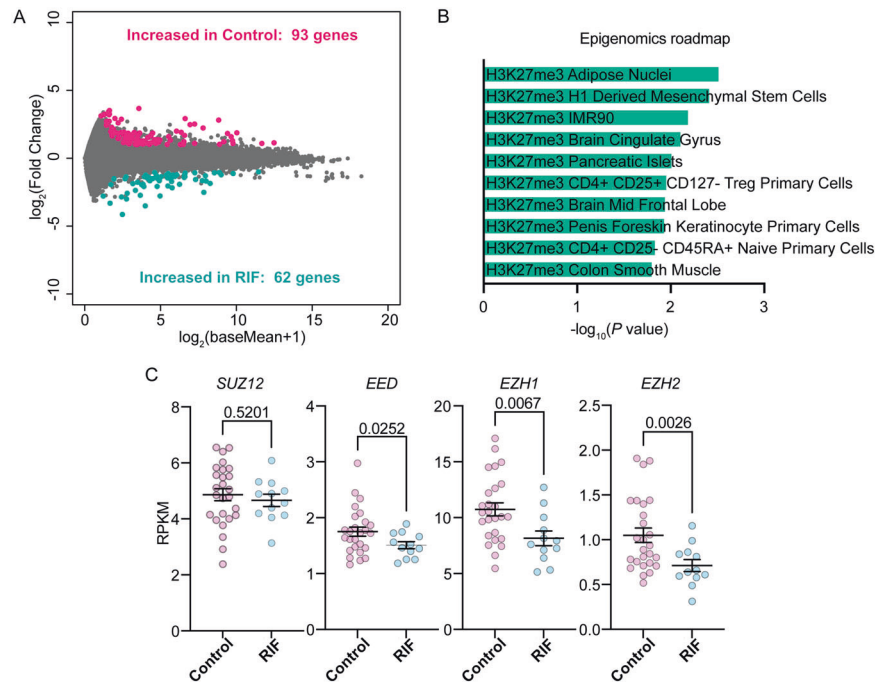 A
Increased in Control: 93 genes
Increased in RIF: 62 genes
log2(Fold Change)
10
5
0
-5
-10
0
5
10
15
20
log2(baseMean+1)
B
Epigenomics roadmap
H3K27me3 Adipose Nuclei
H3K27me3 H1 Derived Mesenchymal Stem Cells
H3K27me3 IMR90
H3K27me3 Brain Cingulate Gyrus
H3K27me3 Pancreatic Islets
H3K27me3 CD4+ CD25+ CD127- Treg Primary Cells
H3K27me3 Brain Mid Frontal Lobe
H3K27me3 Penis Foreskin Keratinocyte Primary Cells
H3K27me3 CD4+ CD25- CD45RA+ Naive Primary Cells
H3K27me3 Colon Smooth Muscle
0
1
2
3
-log10(P value)
C
SUZ12
0.5201
RPKM
8
6
4
2
0
Control
RIF
EED
0.0252
4
3
2
1
0
Control
RIF
EZH1
0.0067
20
15
10
5
0
Control
RIF
EZH2
0.0026
2.5
2.0
1.5
1.0
0.5
0.0
Control
RIF